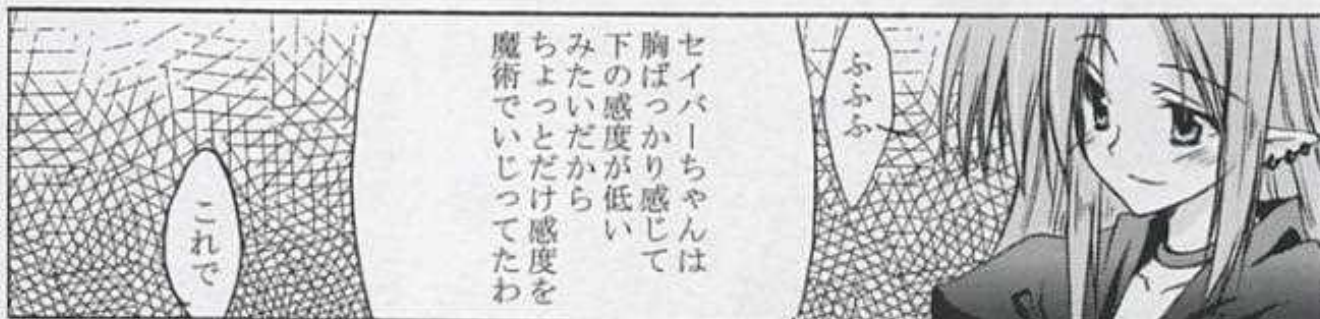 ふふふ
セイバーちゃんは
胸ばっかり感じて
下の感度が低い
みたいだから
ちょっとだけ感度を
魔術でいじってたわ
これで